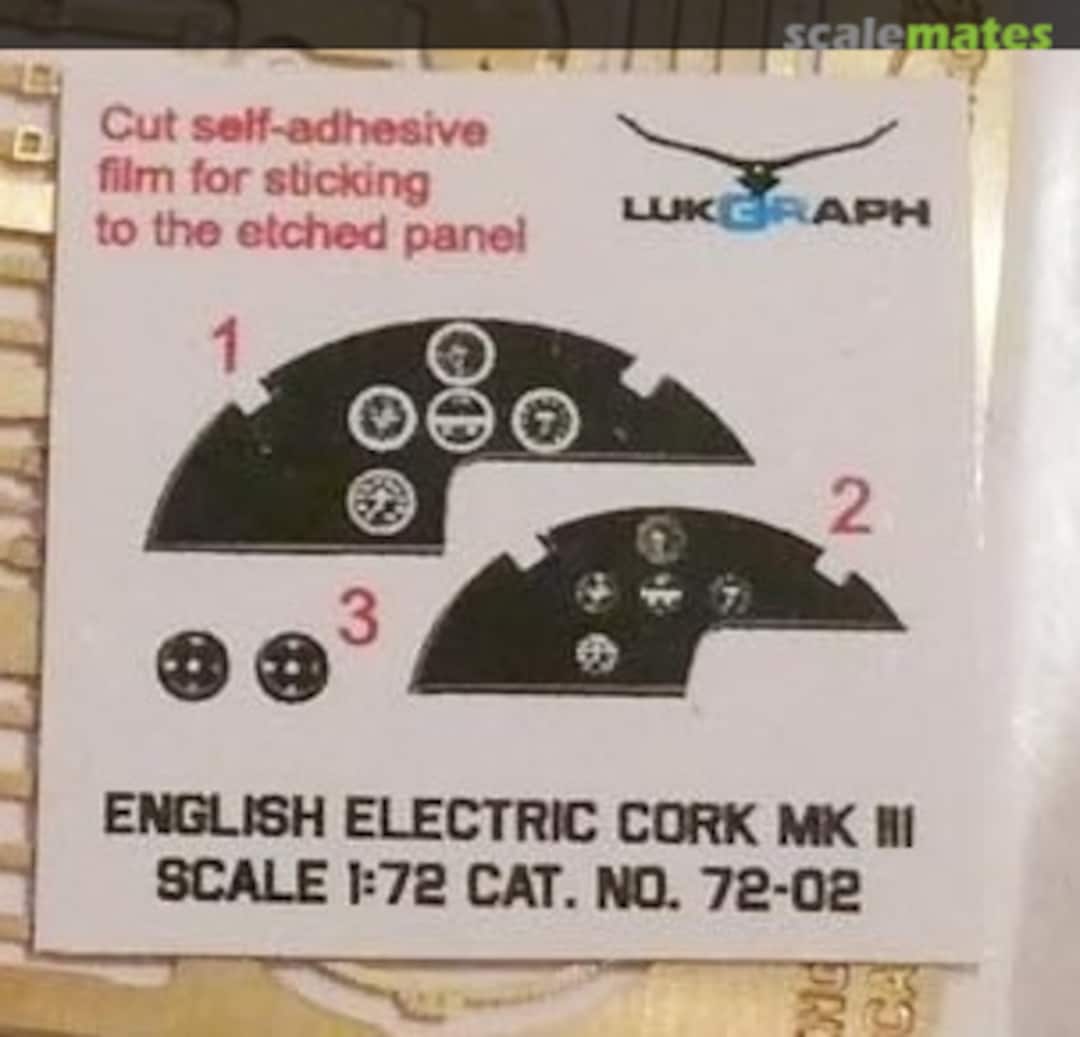 scalemates
Cut self-adhesive
film for sticking
to the etched panel
LUKGRAPH
1
2
3
ENGLISH ELECTRIC CORK MK III
SCALE 1:72 CAT. NO. 72-02